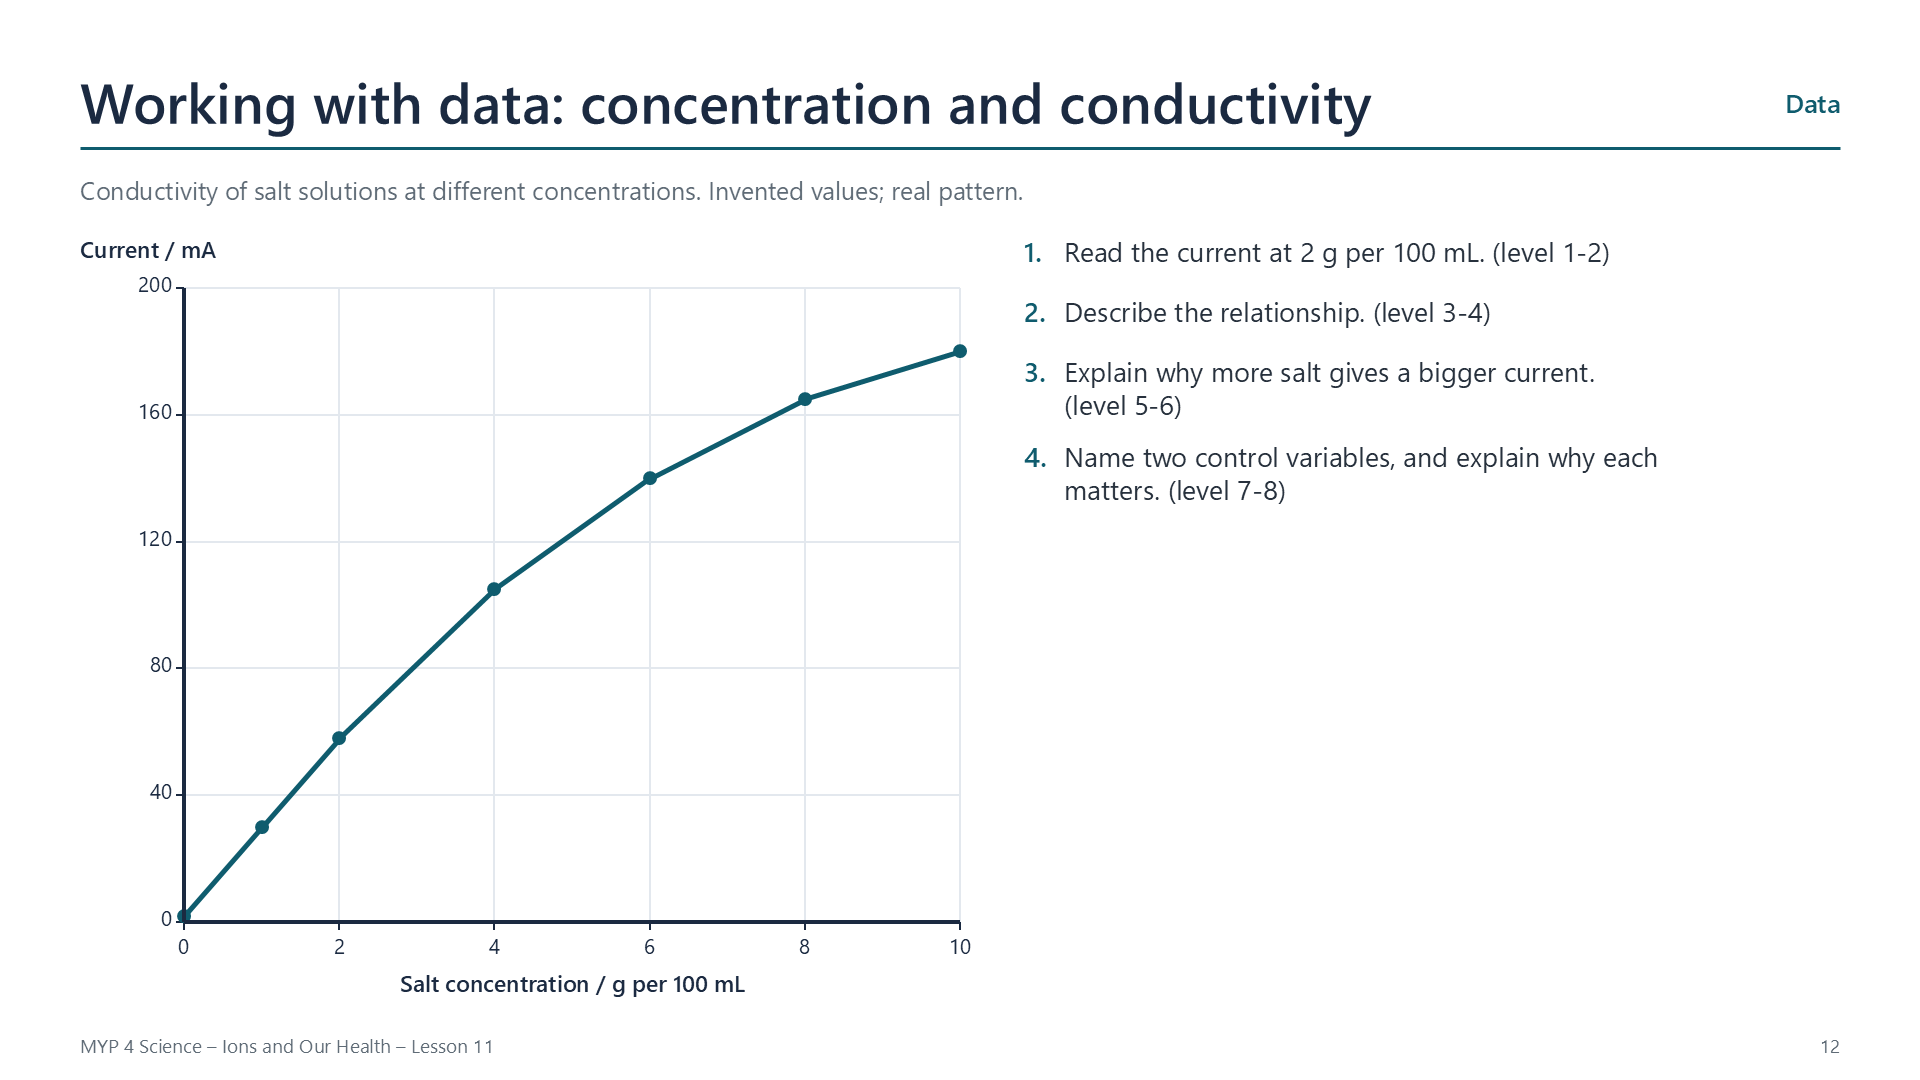 Working with data: concentration and conductivity
Data
Conductivity of salt solutions at different concentrations. Invented values; real pattern.
Current / mA
200
160
120
80
40
0
0 2 4 6 8 10
Salt concentration / g per 100 mL
1. Read the current at 2 g per 100 mL. (level 1-2)
2. Describe the relationship. (level 3-4)
3. Explain why more salt gives a bigger current.
(level 5-6)
4. Name two control variables, and explain why each
matters. (level 7-8)
MYP 4 Science – Ions and Our Health – Lesson 11
12